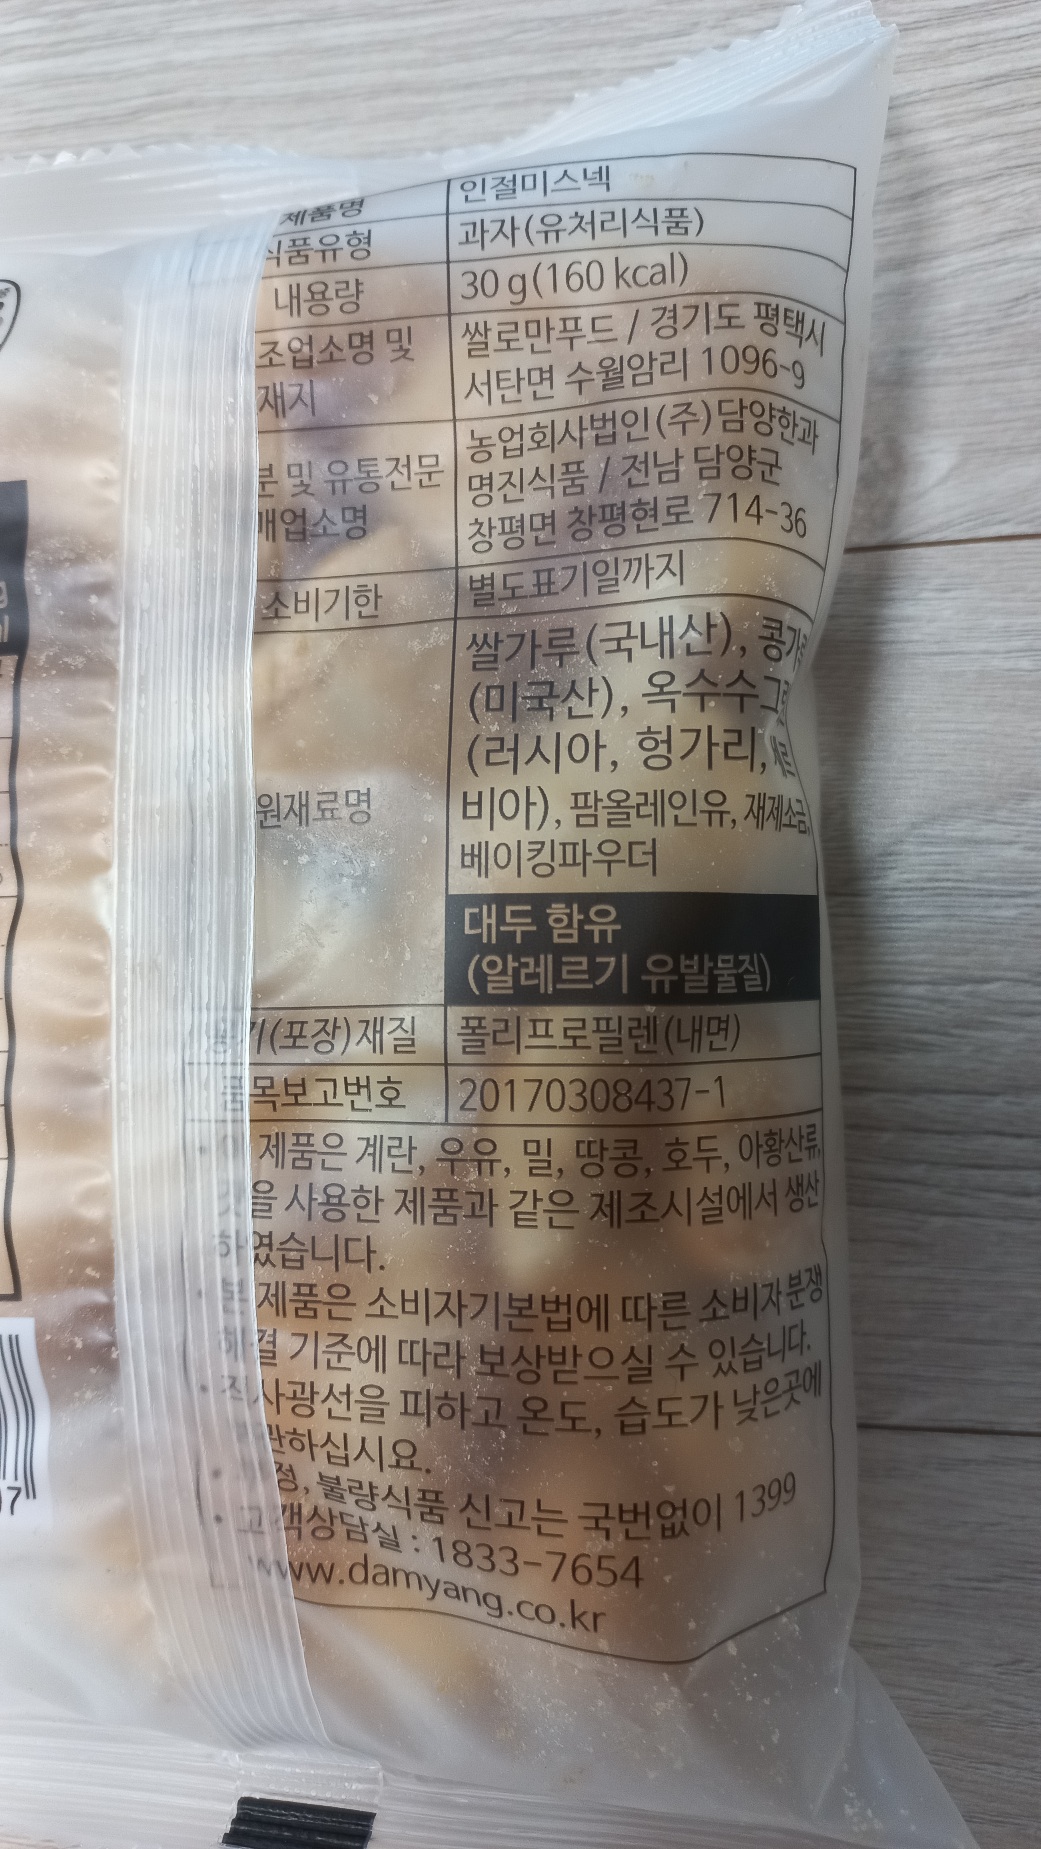 제품명 인절미스넥
식품유형 과자(유처리식품)
내용량 30 g(160 kcal)
조업소명 및 쌀로만푸드 / 경기도 평택시
재지 서탄면 수월암리 1096-9
농업회사법인(주)담양한과
분 및 유통전문 명진식품 / 전남 담양군
매업소명 창평면 창평현로 714-36
소비기한 별도표기일까지
쌀가루(국내산), 콩가루
(미국산), 옥수수
(러시아, 헝가리, 세르
원재료명 비아), 팜올레인유, 재제소금,
베이킹파우더
대두 함유
(알레르기 유발물질)
기(포장)재질 폴리프로필렌(내면)
품목보고번호 20170308437-1
• 이 제품은 계란, 우유, 밀, 땅콩, 호두, 아황산류,
것을 사용한 제품과 같은 제조시설에서 생산
하였습니다.
• 본 제품은 소비자기본법에 따른 소비자분쟁
해결 기준에 따라 보상받으실 수 있습니다.
• 직사광선을 피하고 온도, 습도가 낮은곳에
관하십시요.
• 정, 불량식품 신고는 국번없이 1399
• 고객상담실 : 1833-7654
www.damyang.co.kr